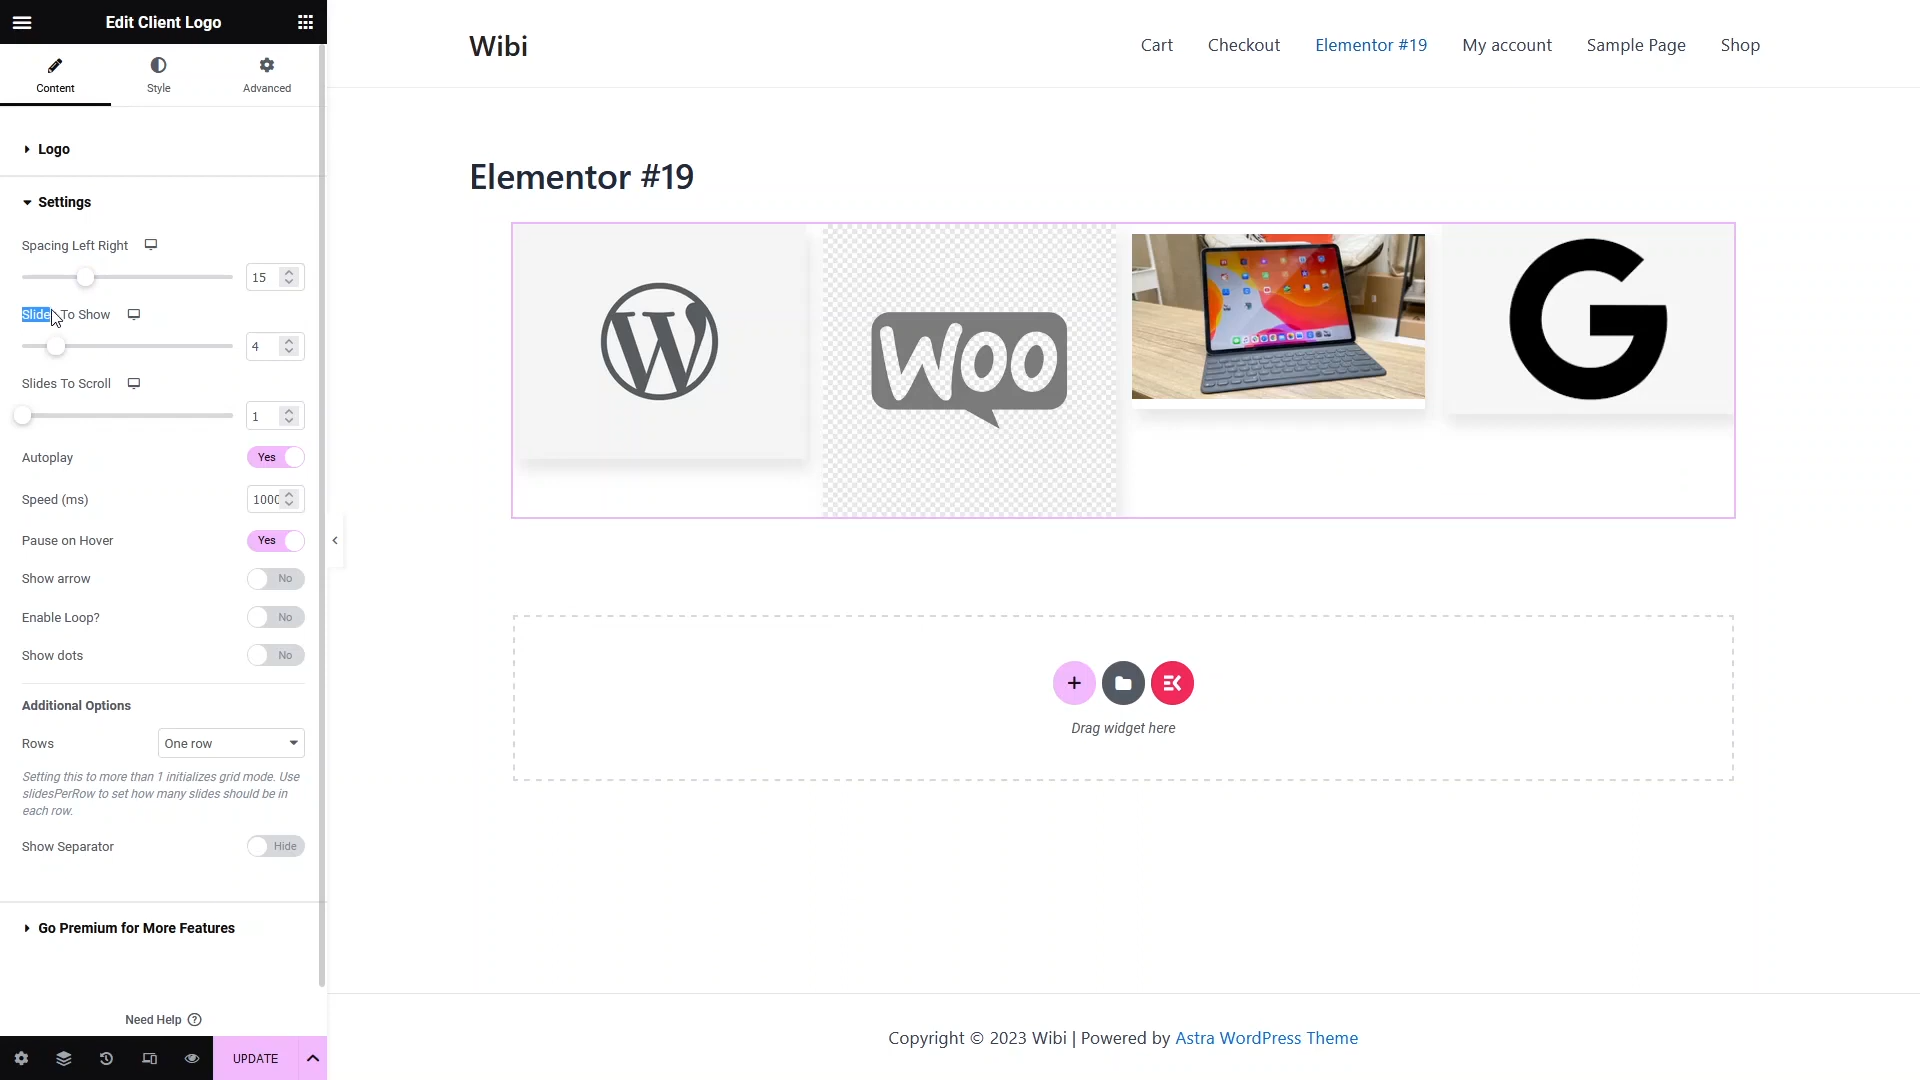 Edit Client Logo
Content
Style
Advanced
Logo
Settings
Spacing Left Right
15
Slides To Show
4
Slides To Scroll
1
Autoplay
Yes
Speed (ms)
1000
Pause on Hover
Yes
Show arrow
No
Enable Loop?
No
Show dots
No
Additional Options
Rows
One row
Setting this to more than 1 initializes grid mode. Use
slidesPerRow to set how many slides should be in
each row.
Show Separator
Hide
Go Premium for More Features
Need Help
UPDATE
Wibi
Cart
Checkout
Elementor #19
My account
Sample Page
Shop
Elementor #19
W
WOO
G
Drag widget here
Copyright © 2023 Wibi | Powered by Astra WordPress Theme